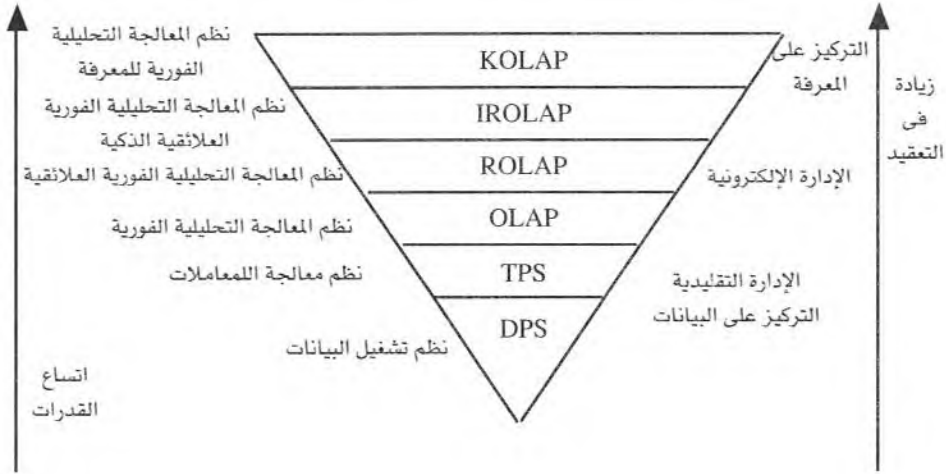 نظم المعالجة التحليلية
الفورية للمعرفة
نظم المعالجة التحليلية الفورية
العلائقية الذكية
نظم المعالجة التحليلية الفورية العلائقية
نظم المعالجة التحليلية الفورية
نظم معالجة اللمعاملات
نظم تشغيل البيانات
اتساع
القدرات
KOLAP
IROLAP
ROLAP
OLAP
TPS
DPS
التركيز على
المعرفة
الإدارة الإلكترونية
الإدارة التقليدية
التركيز على البيانات
زيادة
فى
التعقيد